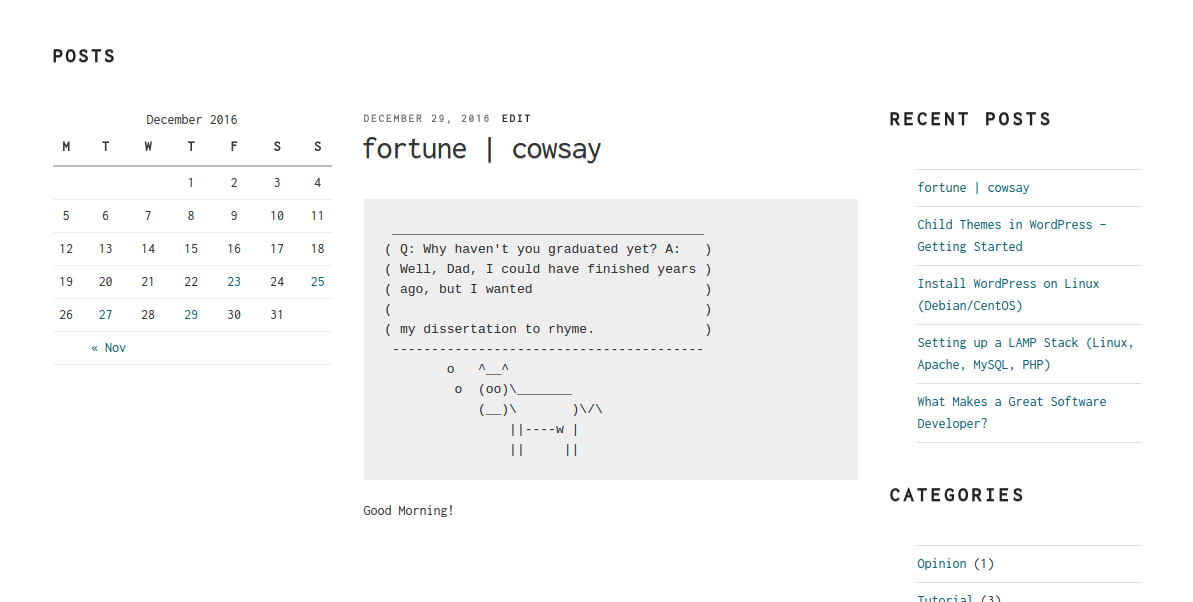 POSTS
December 2016
M T W T F S S
1 2 3 4
5 6 7 8 9 10 11
12 13 14 15 16 17 18
19 20 21 22 23 24 25
26 27 28 29 30 31
« Nov
DECEMBER 29, 2016 EDIT
fortune | cowsay
 ________________________________________
( Q: Why haven't you graduated yet? A:   )
( Well, Dad, I could have finished years )
( ago, but I wanted                      )
(                                        )
( my dissertation to rhyme.              )
 ----------------------------------------
        o   ^__^
         o  (oo)\_______
            (__)\       )\/\
                ||----w |
                ||     ||
Good Morning!
RECENT POSTS
fortune | cowsay
Child Themes in WordPress –
Getting Started
Install WordPress on Linux
(Debian/CentOS)
Setting up a LAMP Stack (Linux,
Apache, MySQL, PHP)
What Makes a Great Software
Developer?
CATEGORIES
Opinion (1)
Tutorial (3)